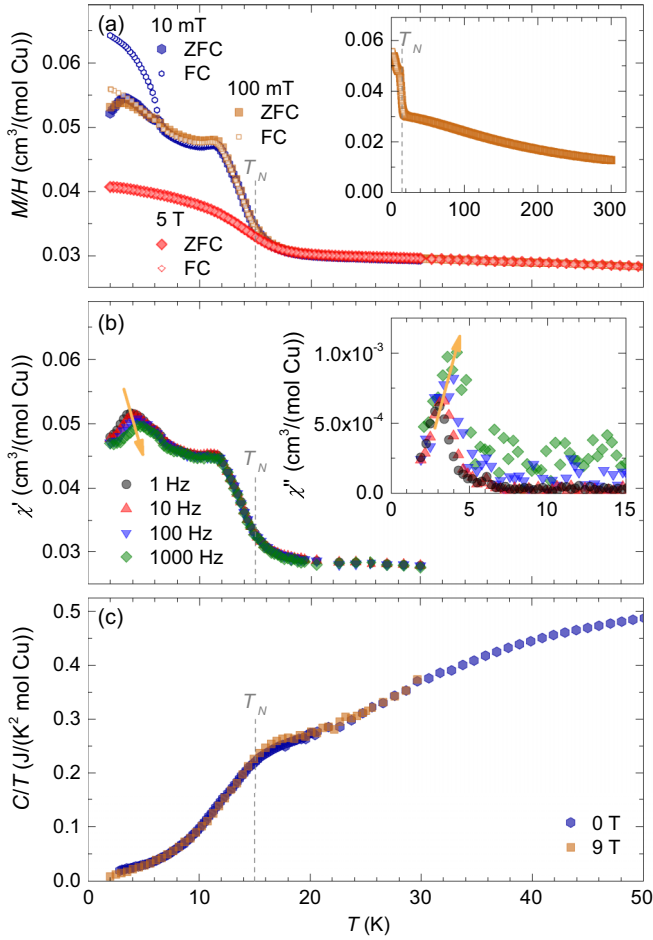 (a)
10 mT
ZFC
FC
100 mT
ZFC
FC
T_N
5 T
ZFC
FC
M/H (cm³/(mol Cu))
0.06
0.05
0.04
0.03
T_N
0.06
0.04
0.02
0.00
0 100 200 300
(b)
T_N
1 Hz
10 Hz
100 Hz
1000 Hz
χ' (cm³/(mol Cu))
0.06
0.05
0.04
0.03
χ'' (cm³/(mol Cu))
1.0x10⁻³
5.0x10⁻⁴
0.0
0 5 10 15
(c)
T_N
0 T
9 T
C/T (J/(K² mol Cu))
0.5
0.4
0.3
0.2
0.1
0.0
0 10 20 30 40 50
T (K)